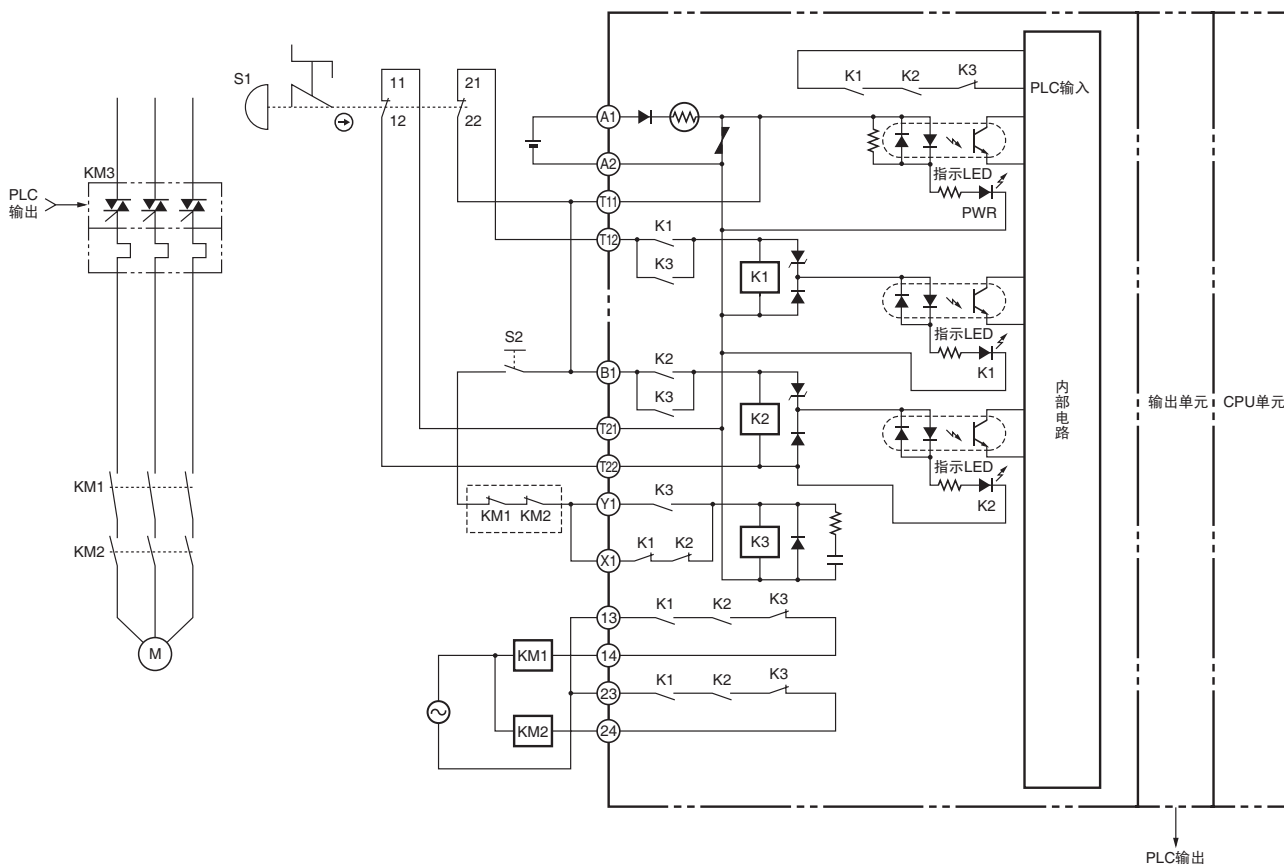 S1
11
12
21
22
K1 K2 K3
PLC输入
A1
A2
T11
T12
KM3
PLC
输出
指示LED
PWR
K1
K3
K1
指示LED
K1
S2
B1
K2
K3
K2
T21
T22
指示LED
K2
内部电路
输出单元
CPU单元
KM1
KM2
KM1 KM2
Y1
K3
X1
K1 K2
K3
M
13
K1 K2 K3
14
KM1
23
K1 K2 K3
24
KM2
PLC输出